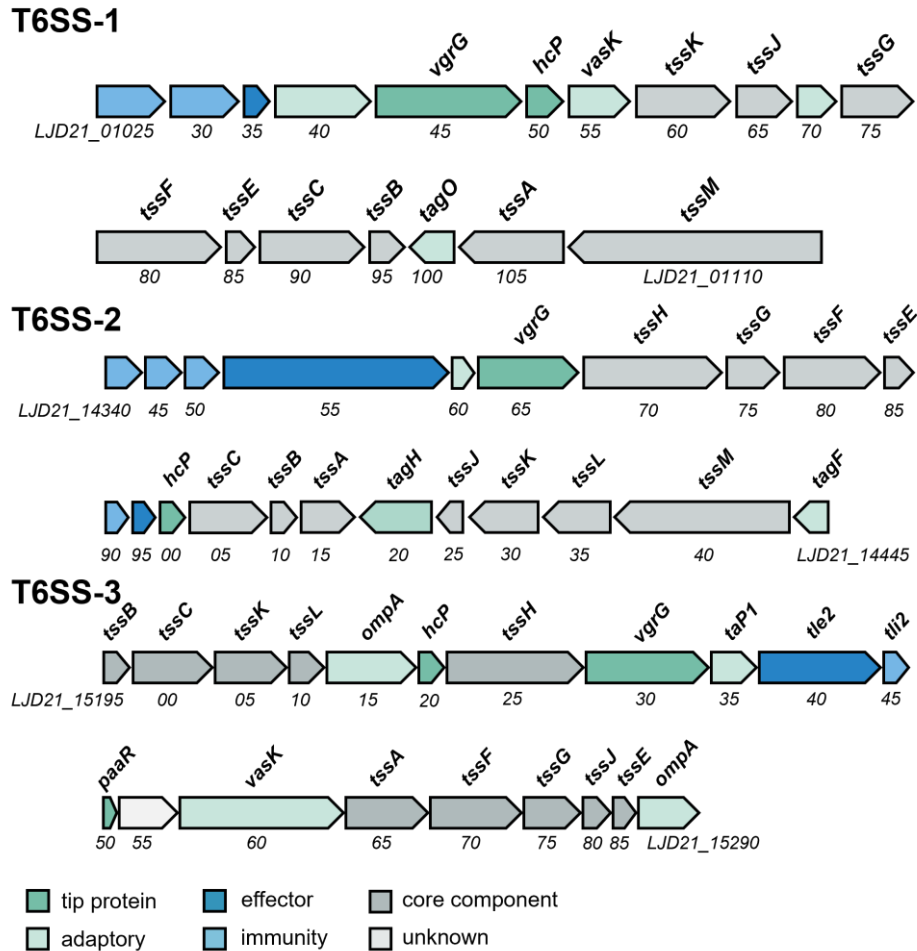 T6SS-1
vgrG hcP vasK tssK tssJ tssG
LJD21_01025 30 35 40 45 50 55 60 65 70 75
tssF tssE tssC tssB tagO tssA tssM
80 85 90 95 100 105 LJD21_01110
T6SS-2
vgrG tssH tssG tssF tssE
LJD21_14340 45 50 55 60 65 70 75 80 85
hcP tssC tssB tssA tagH tssJ tssK tssL tssM tagF
90 95 00 05 10 15 20 25 30 35 40 LJD21_14445
T6SS-3
tssB tssC tssK tssL ompA hcP tssH vgrG taP1 tle2 tli2
LJD21_15195 00 05 10 15 20 25 30 35 40 45
paaR vasK tssA tssF tssG tssJ tssE ompA
50 55 60 65 70 75 80 85 LJD21_15290
tip protein effector core component
adaptory immunity unknown